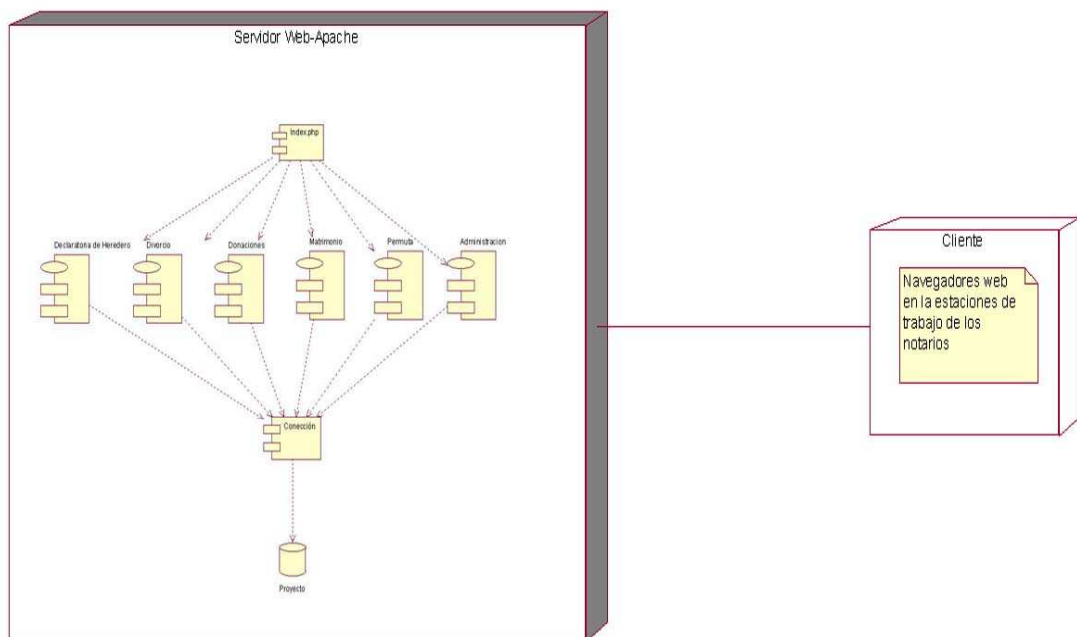 Servidor Web-Apache
Index.php
Declaratoria de Heredero
Divorcio
Donaciones
Matrimonio
Permuta
Administracion
Conección
Proyecto
Cliente
Navegadores web
en la estaciones de
trabajo de los
notarios